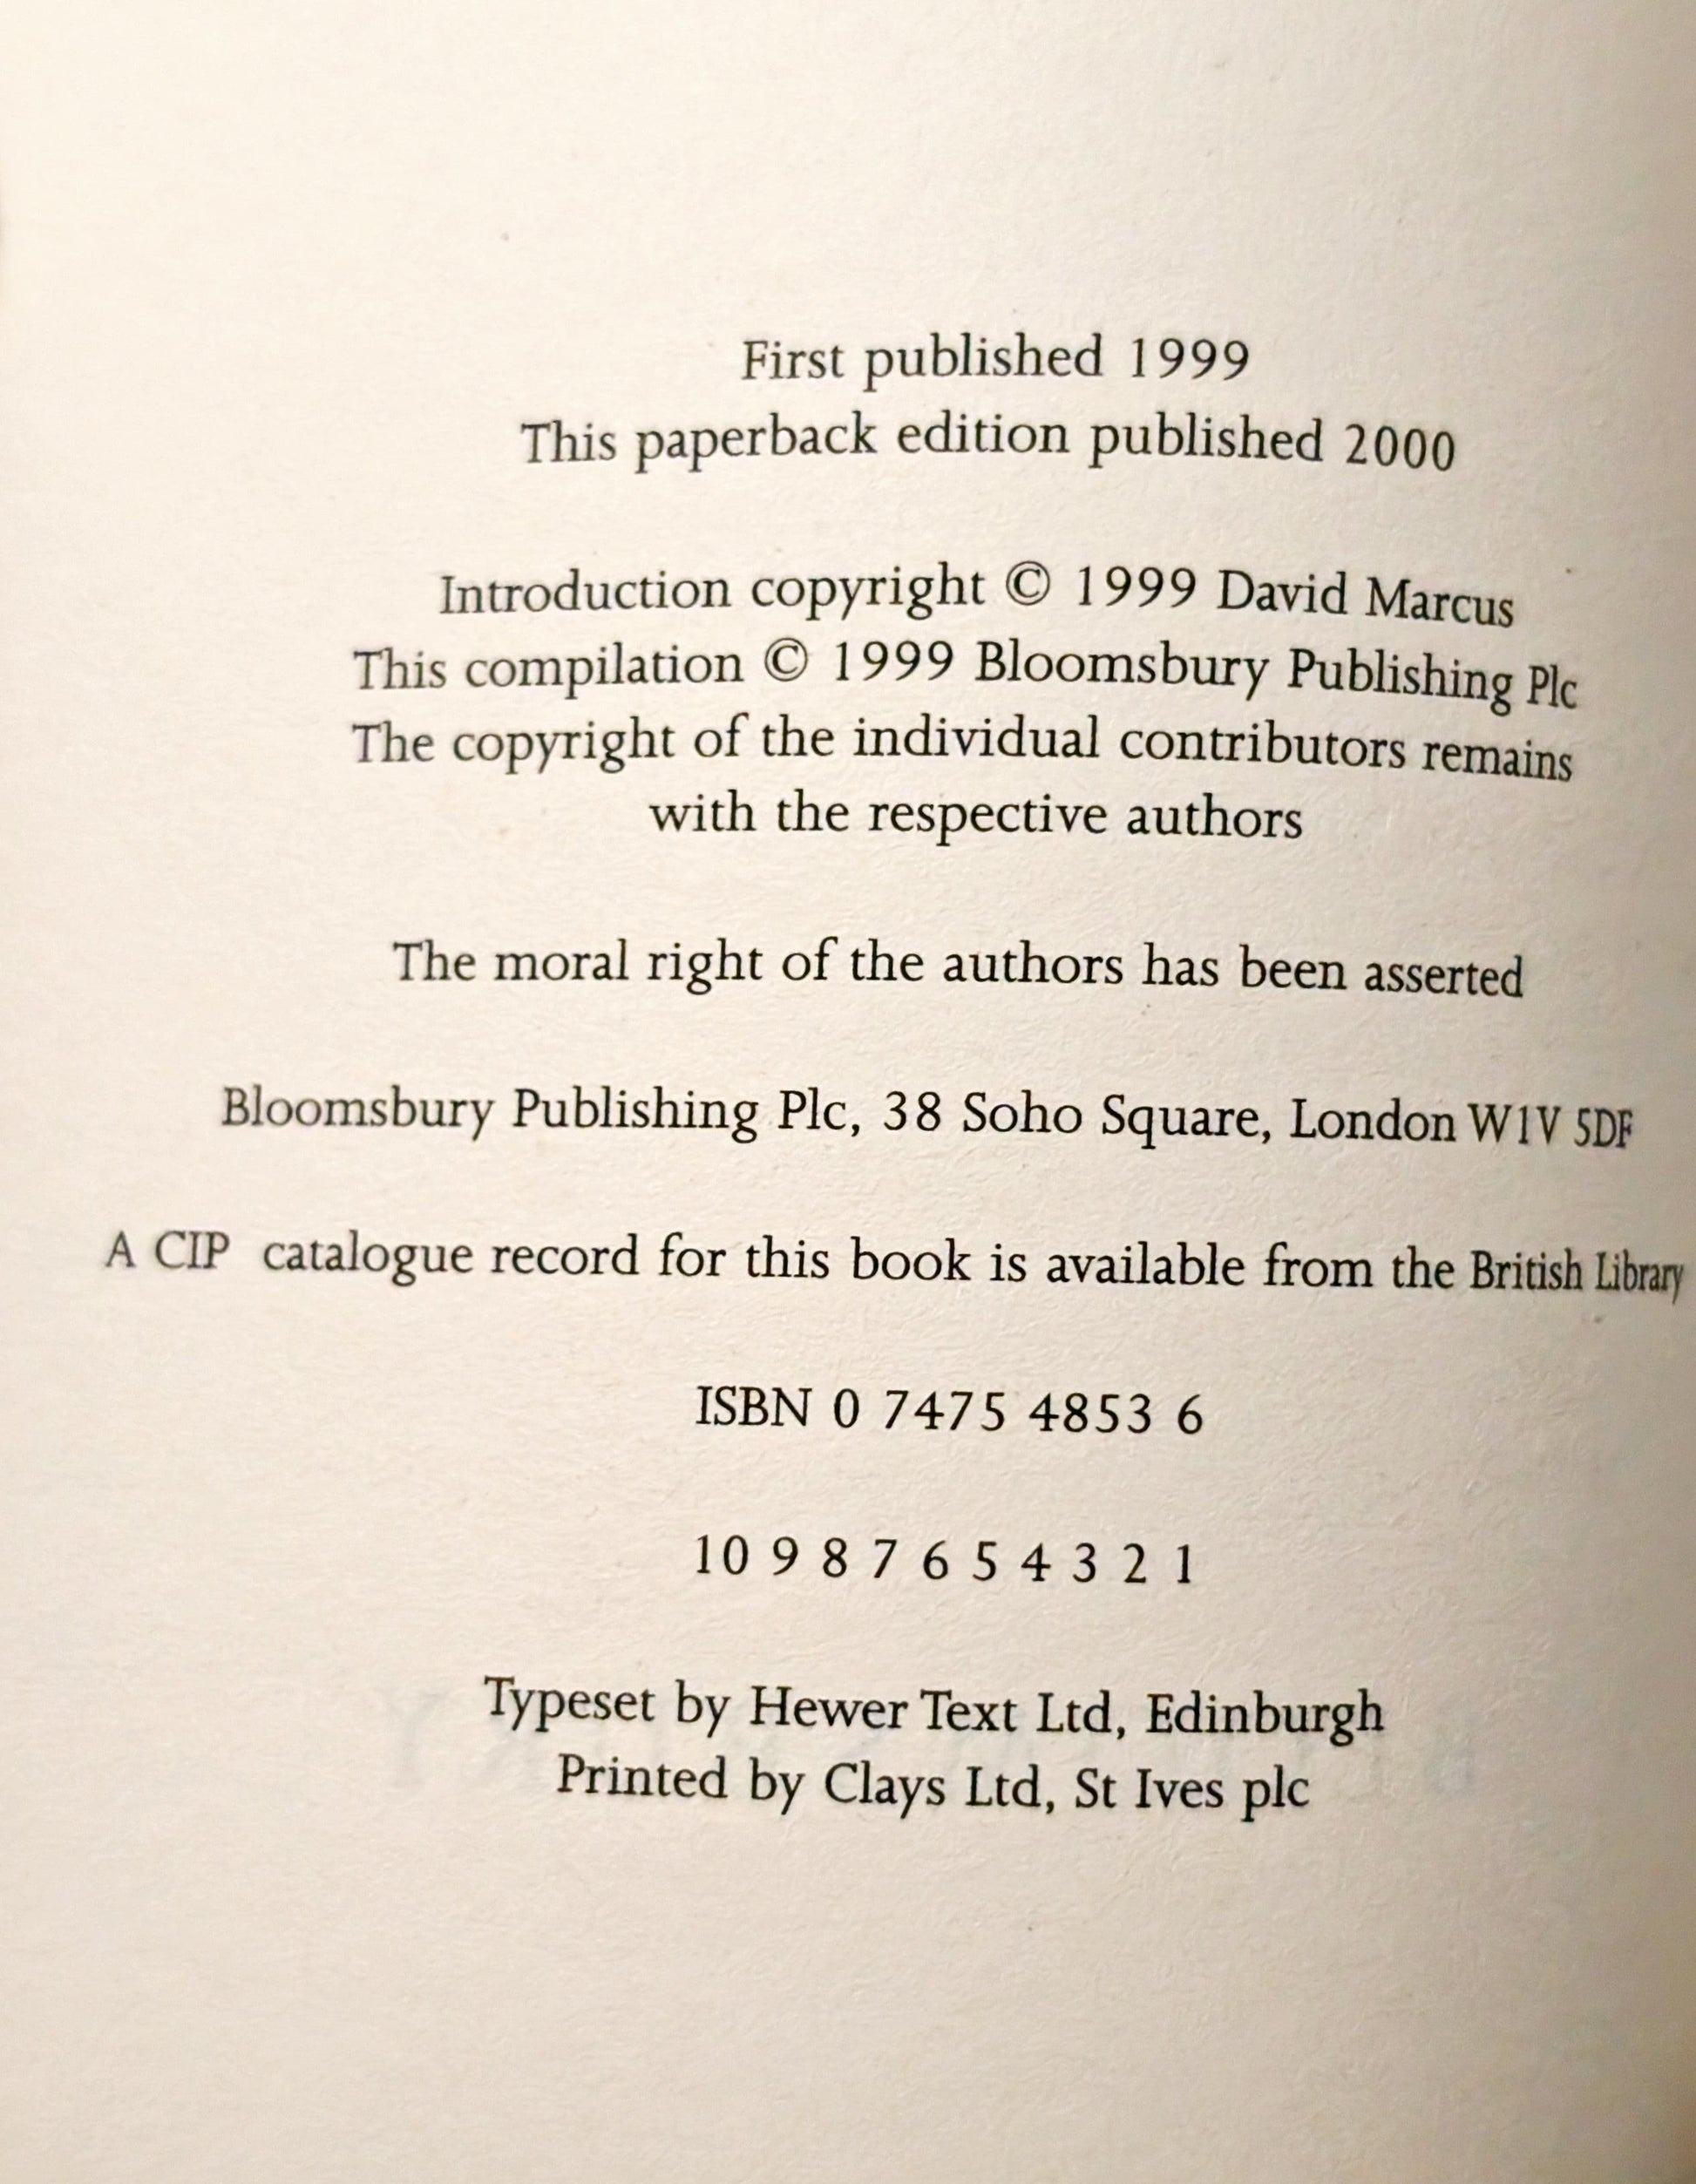 First published 1999
This paperback edition published 2000
Introduction copyright © 1999 David Marcus
This compilation © 1999 Bloomsbury Publishing Plc
The copyright of the individual contributors remains
with the respective authors
The moral right of the authors has been asserted
Bloomsbury Publishing Plc, 38 Soho Square, London W1V 5DF
A CIP catalogue record for this book is available from the British Library
ISBN 0 7475 4853 6
10 9 8 7 6 5 4 3 2 1
Typeset by Hewer Text Ltd, Edinburgh
Printed by Clays Ltd, St Ives plc